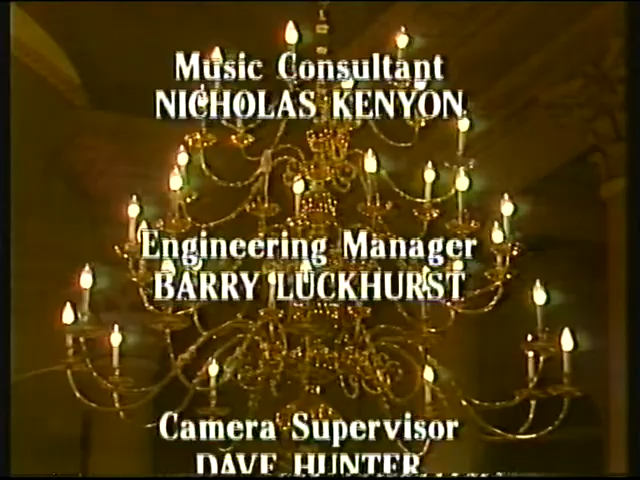 Music Consultant
NICHOLAS KENYON
Engineering Manager
BARRY LUCKHURST
Camera Supervisor
DAVE HUNTER